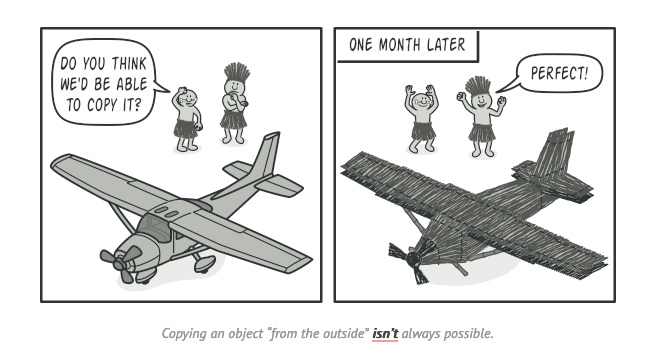 DO YOU THINK
WE'D BE ABLE
TO COPY IT?
ONE MONTH LATER
PERFECT!
Copying an object “from the outside” isn’t always possible.